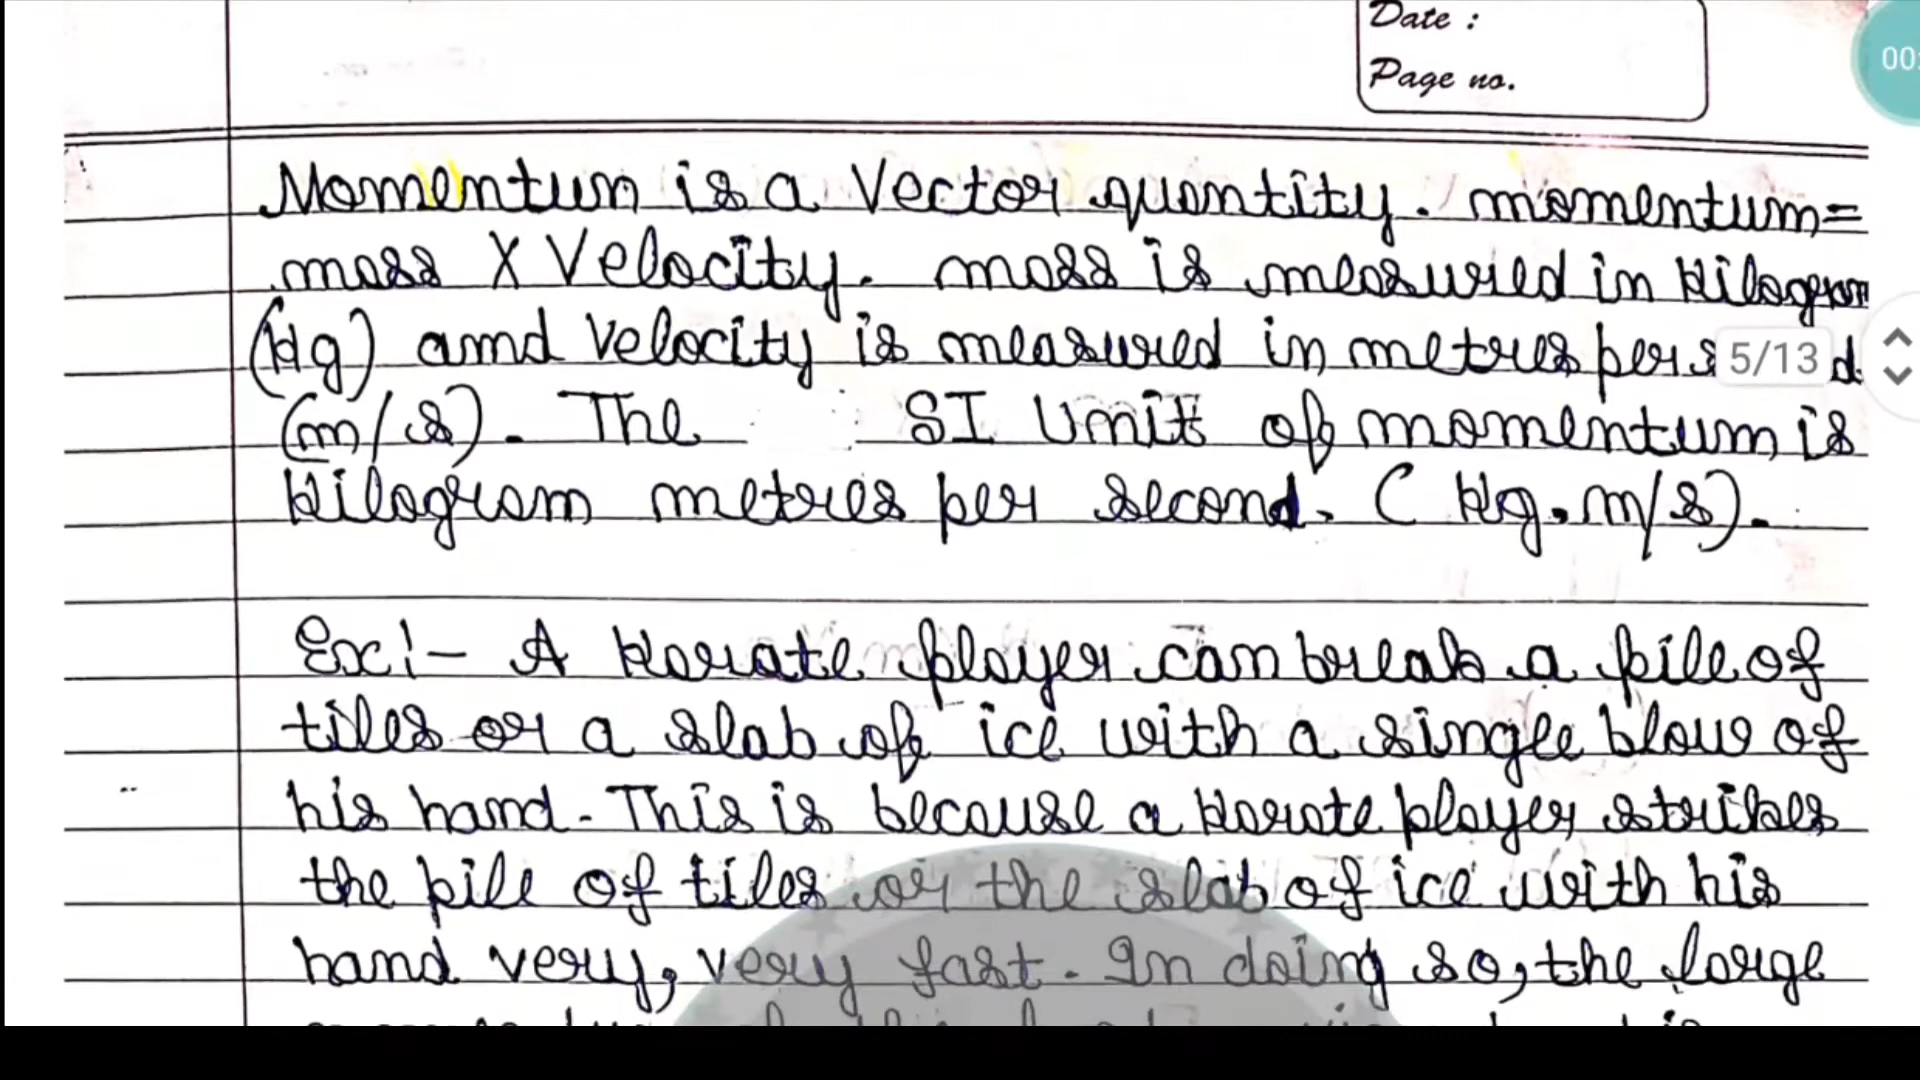 Date :
Page no.
00:
Momentum is a Vector quantity. momentum=
mass X Velocity. mass is measured in Kilogram
(Kg) and Velocity is measured in metres per
5/13
(m/s). The SI Unit of momentum is
Kilogram metres per second. ( Kg.m/s).
Ex:- A Karate player can break a pile of
tiles or a slab of ice with a single blow of
his hand. This is because a Karate player strikes
the pile of tiles or the slab of ice with his
hand very, very fast. In doing so, the large